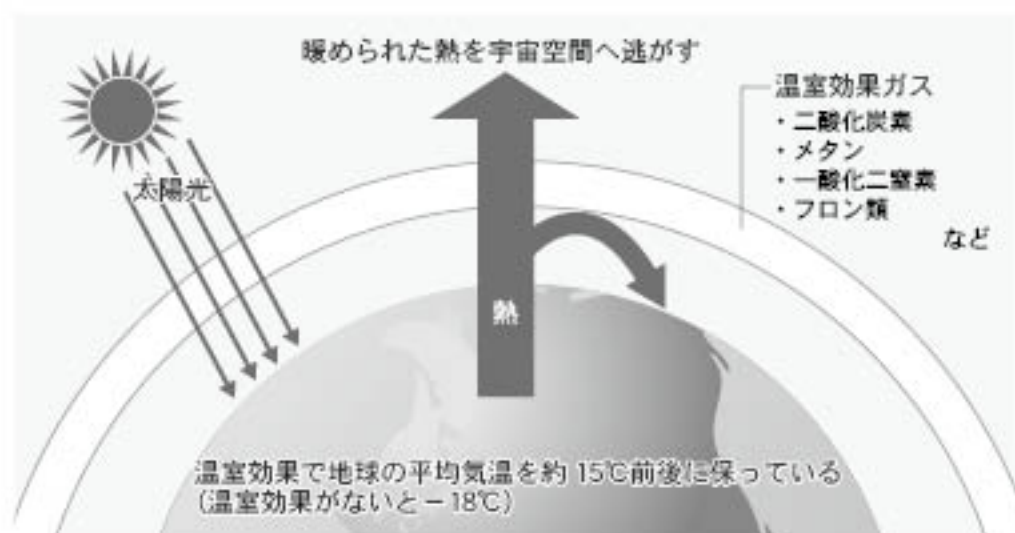 暖められた熱を宇宙空間へ逃がす
温室効果ガス
・二酸化炭素
・メタン
・一酸化二窒素
・フロン類
など
太陽光
熱
温室効果で地球の平均気温を約15℃前後に保っている
(温室効果がないと－18℃)